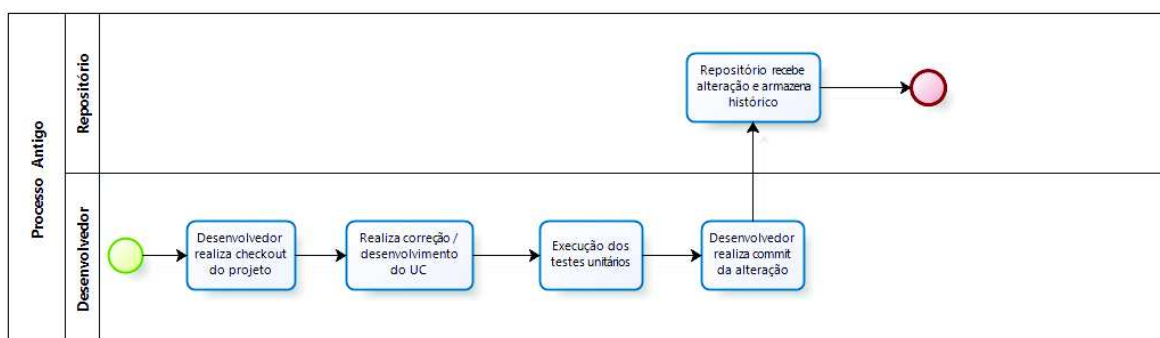 Processo Antigo
Repositório
Repositório recebe
alteração e armazena
histórico
Desenvolvedor
Desenvolvedor
realiza checkout
do projeto
Realiza correção /
desenvolvimento
do UC
Execução dos
testes unitários
Desenvolvedor
realiza commit
da alteração